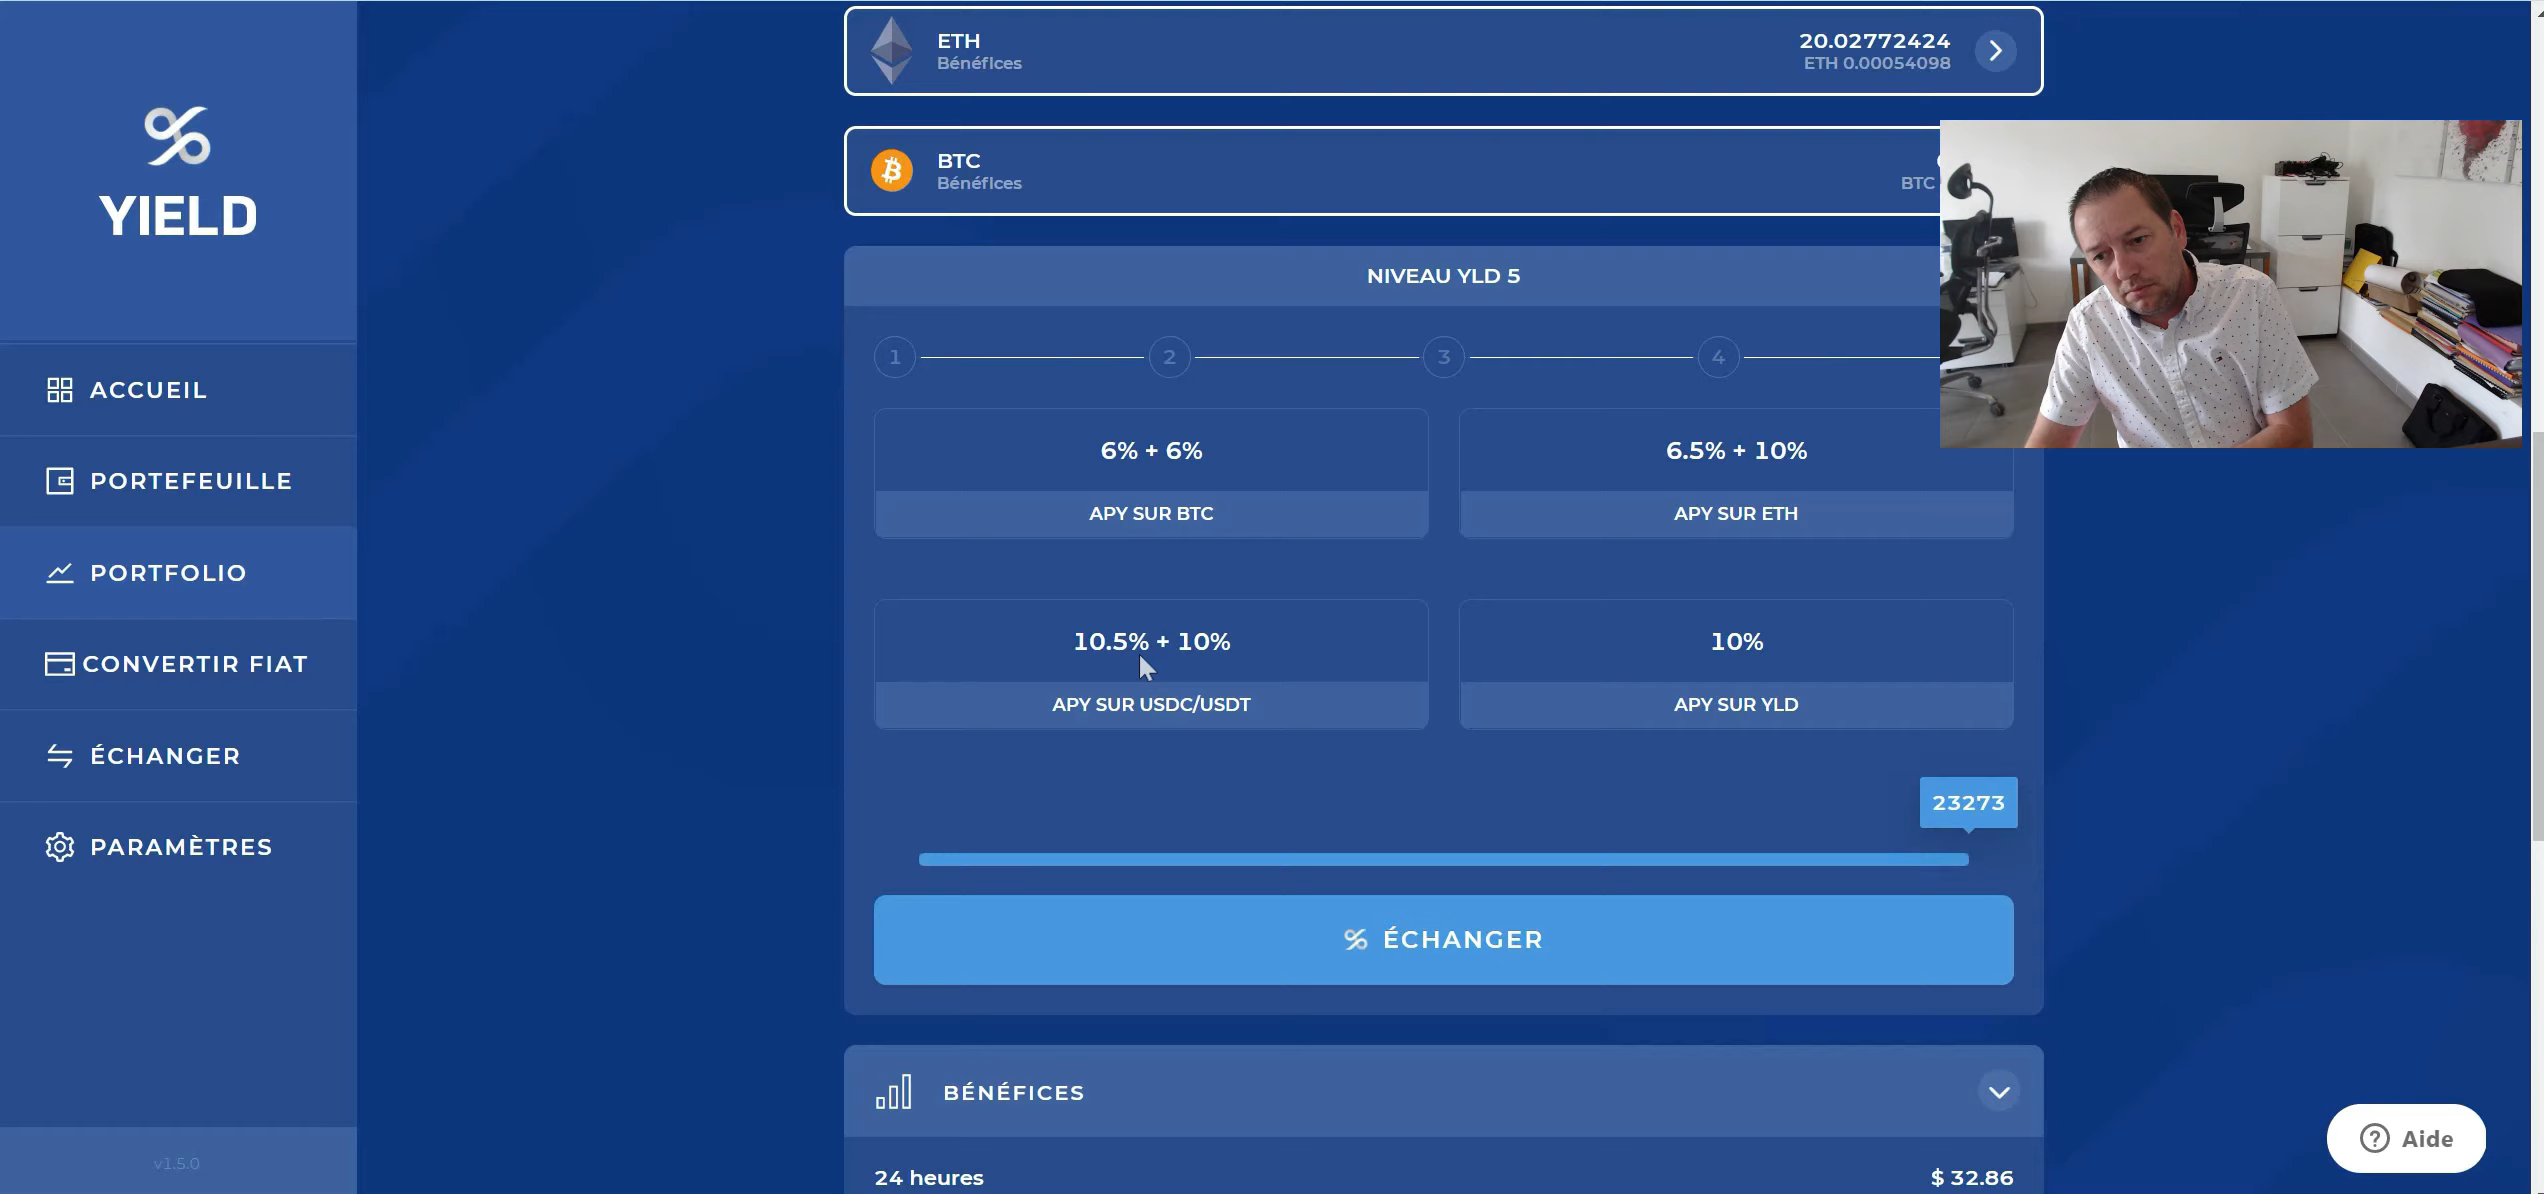 YIELD
ACCUEIL
PORTEFEUILLE
PORTFOLIO
CONVERTIR FIAT
ÉCHANGER
PARAMÈTRES
v1.5.0
ETH
Bénéfices
20.02772424
ETH 0.00054098
BTC
Bénéfices
BTC
NIVEAU YLD 5
1
2
3
4
6% + 6%
APY SUR BTC
6.5% + 10%
APY SUR ETH
10.5% + 10%
APY SUR USDC/USDT
10%
APY SUR YLD
23273
ÉCHANGER
BÉNÉFICES
24 heures
$ 32.86
Aide